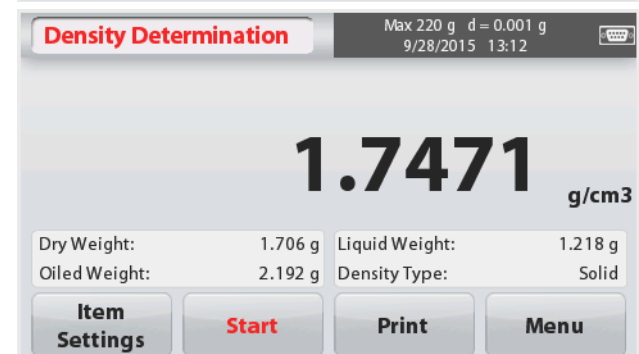 Density Determination
Max 220 g d = 0.001 g
9/28/2015 13:12
1.7471 g/cm3
Dry Weight: 1.706 g Liquid Weight: 1.218 g
Oiled Weight: 2.192 g Density Type: Solid
Item Settings
Start
Print
Menu